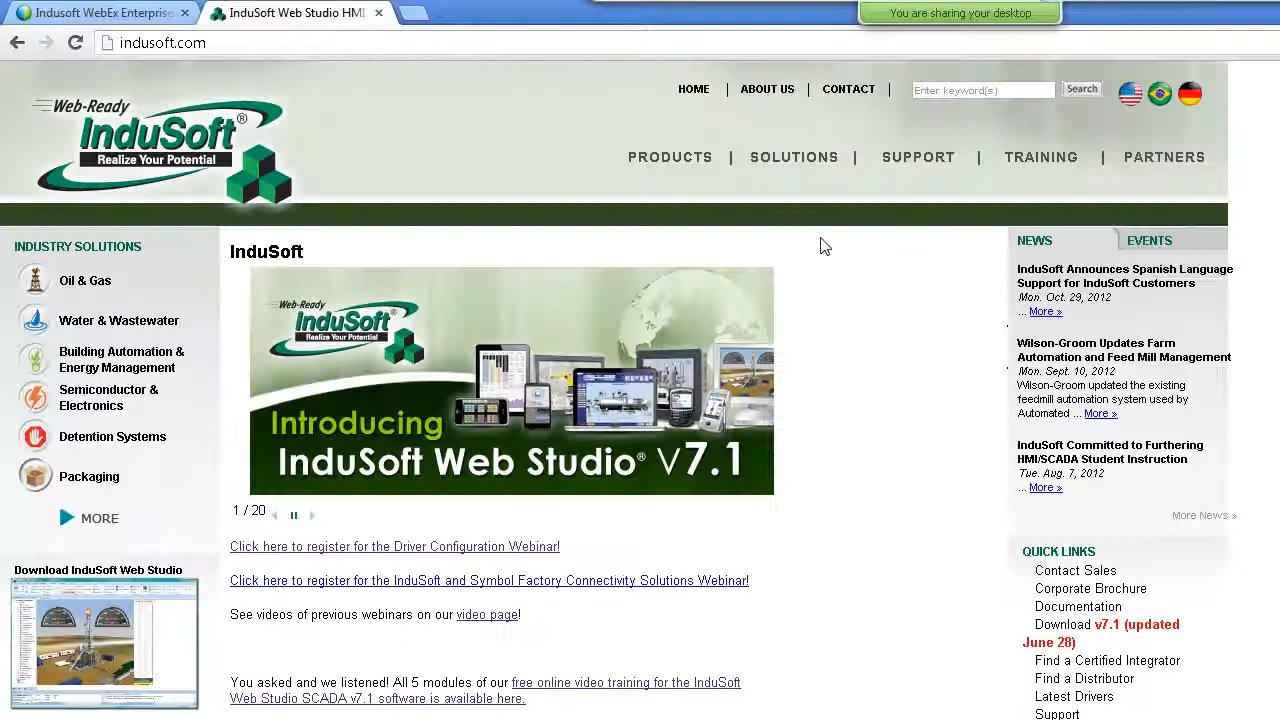 Indusoft WebEx Enterprise
InduSoft Web Studio HMI
You are sharing your desktop
indusoft.com
Web-Ready
InduSoft®
Realize Your Potential
HOME | ABOUT US | CONTACT |
Enter keyword(s)
Search
PRODUCTS | SOLUTIONS | SUPPORT | TRAINING | PARTNERS
INDUSTRY SOLUTIONS
Oil & Gas
Water & Wastewater
Building Automation &
Energy Management
Semiconductor &
Electronics
Detention Systems
Packaging
MORE
Download InduSoft Web Studio
InduSoft
Web-Ready
InduSoft®
Realize Your Potential
Introducing
InduSoft Web Studio® V7.1
1 / 20
Click here to register for the Driver Configuration Webinar!
Click here to register for the InduSoft and Symbol Factory Connectivity Solutions Webinar
See videos of previous webinars on our video page!
You asked and we listened! All 5 modules of our free online video training for the InduSoft
Web Studio SCADA v7.1 software is available here.
NEWS
EVENTS
InduSoft Announces Spanish Language
Support for InduSoft Customers
Mon. Oct. 29, 2012
... More »
Wilson-Groom Updates Farm
Automation and Feed Mill Management
Mon. Sep. 10, 2012
Wilsun-Groom updated the existing
feedmill automation system used by
Automated ... More »
InduSoft Committed to Furthering
HMI/SCADA Student Instruction
Tue. Aug. 7, 2012
... More »
More News »
QUICK LINKS
Contact Sales
Corporate Brochure
Documentation
Download v7.1 (updated
June 28)
Find a Certified Integrator
Find a Distributor
Latest Drivers
Support